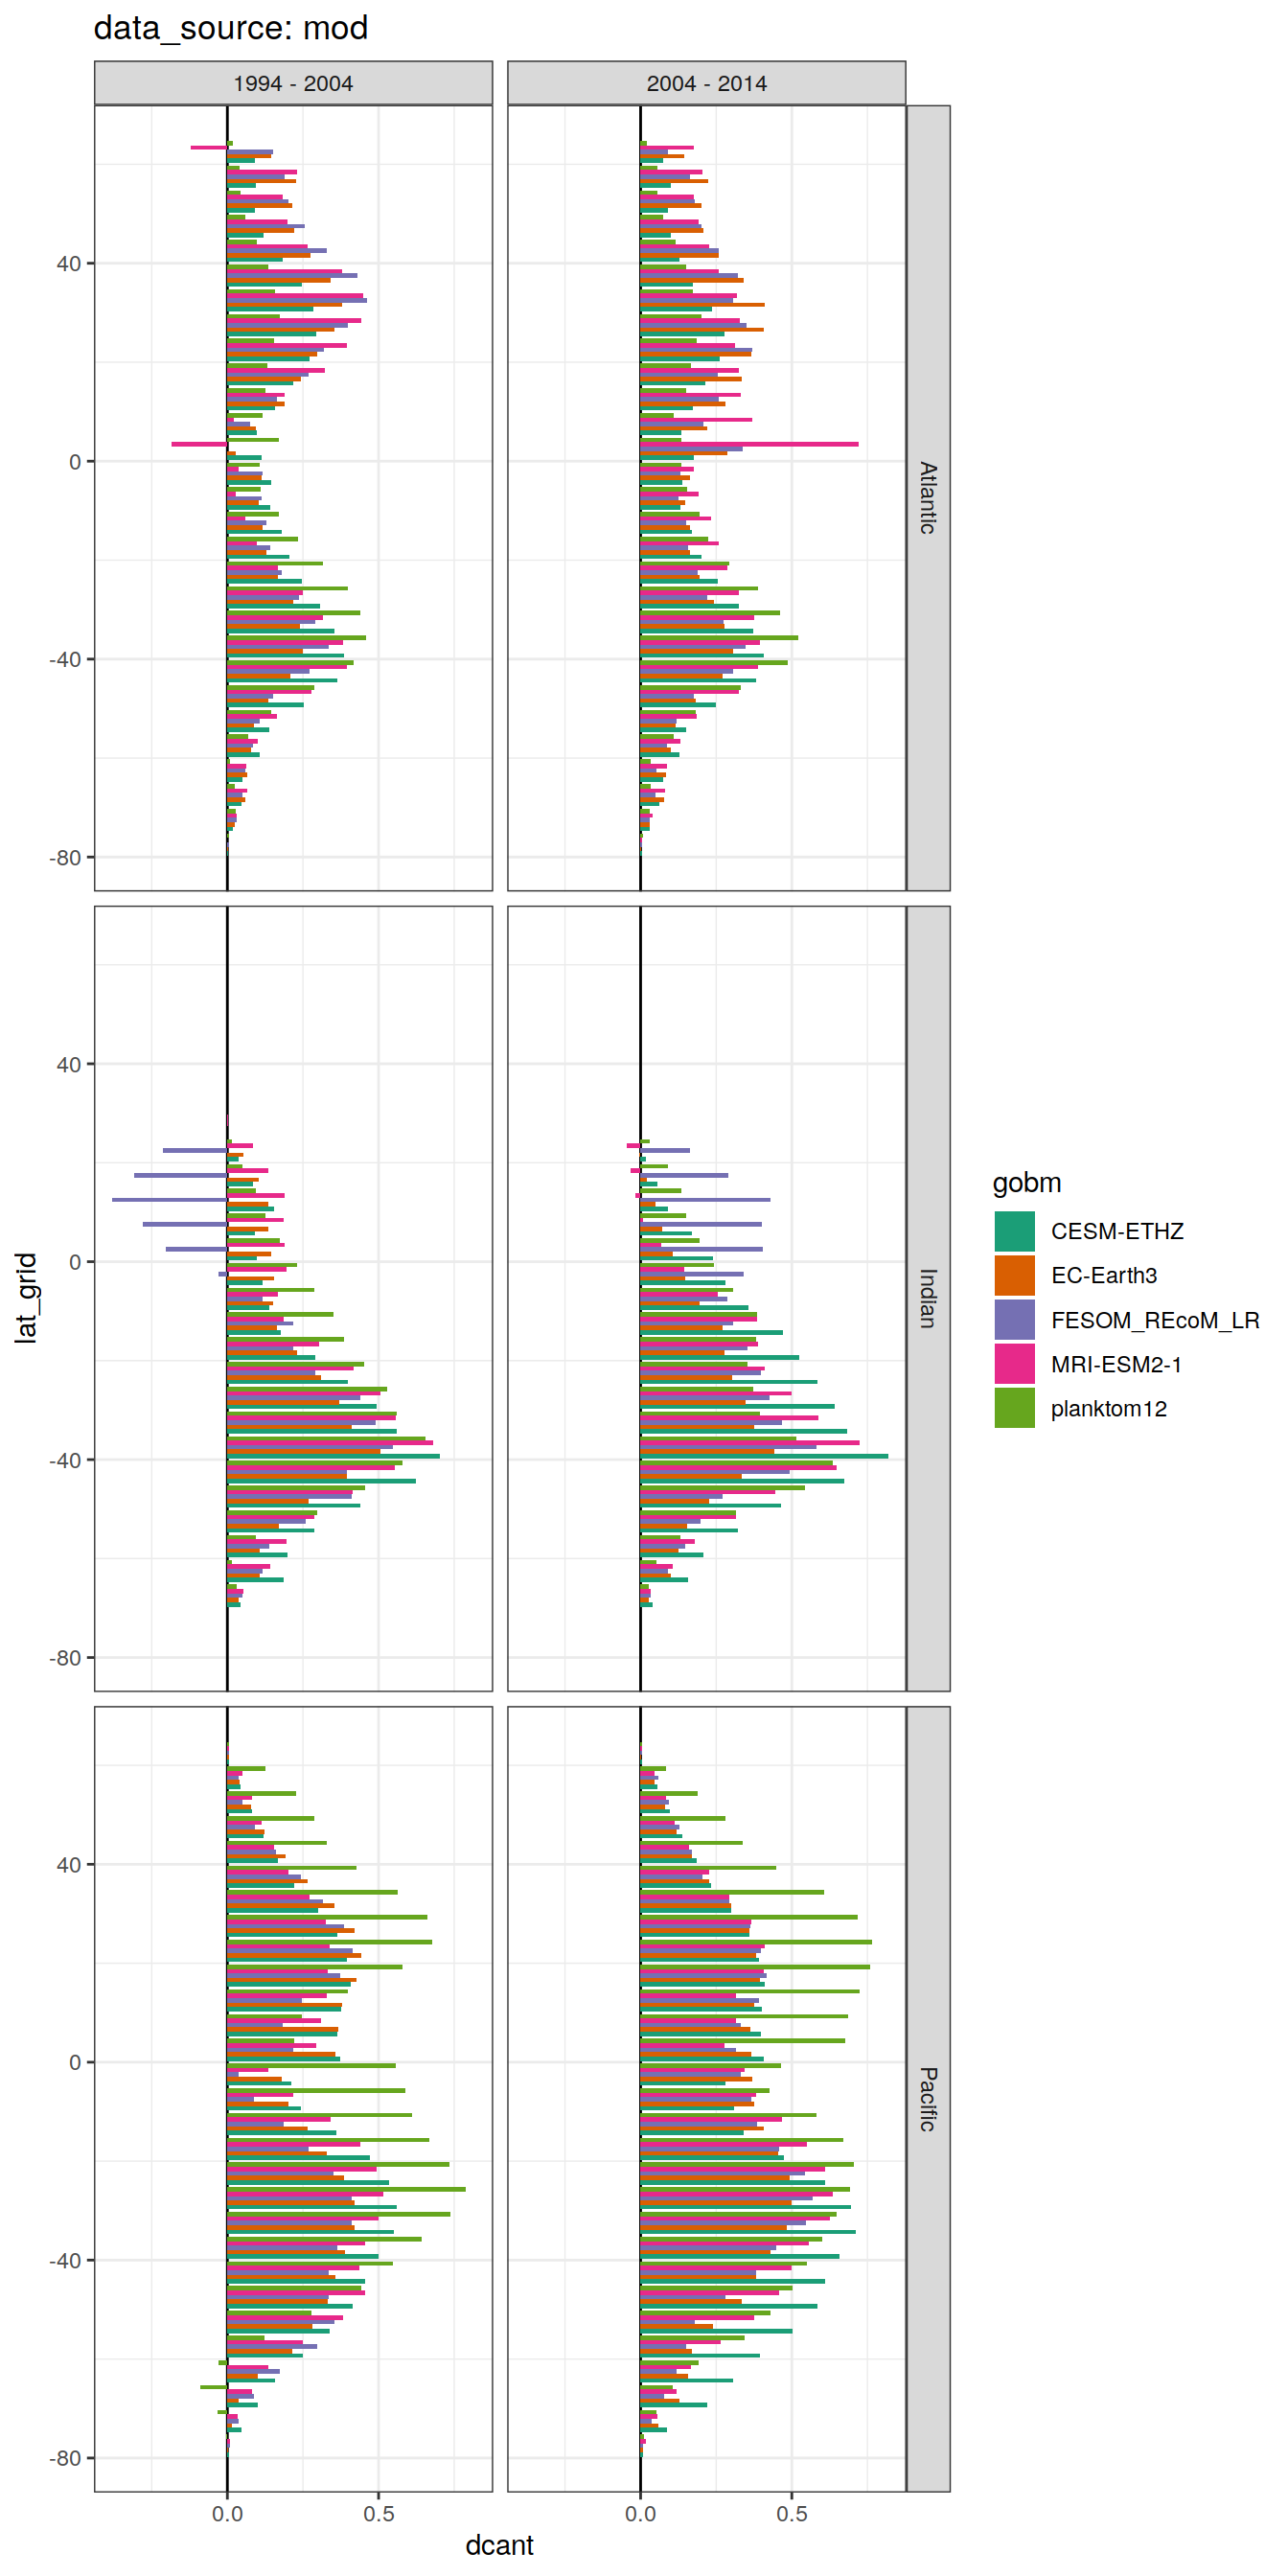 data_source: mod
1994 - 2004
2004 - 2014
40
0
-40
-80
Atlantic
40
0
-40
-80
Indian
40
0
-40
-80
Pacific
0.0
0.5
0.0
0.5
dcant
lat_grid
gobm
CESM-ETHZ
EC-Earth3
FESOM_REcoM_LR
MRI-ESM2-1
planktom12